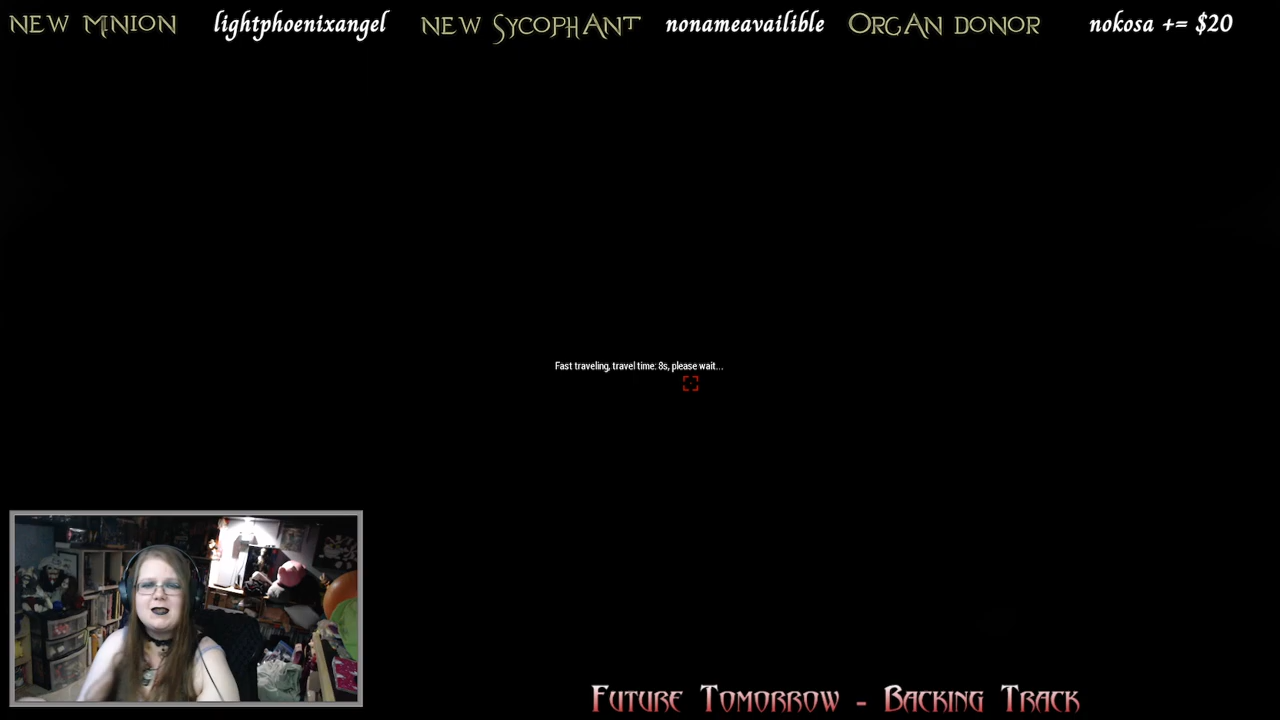 NEW MINION lightphoenixangel NEW SYCOPHANT nonameavailible ORGAN DONOR nokosa += $20
Fast traveling, travel time: 8s, please wait...
FUTURE TOMORROW - BACKING TRACK